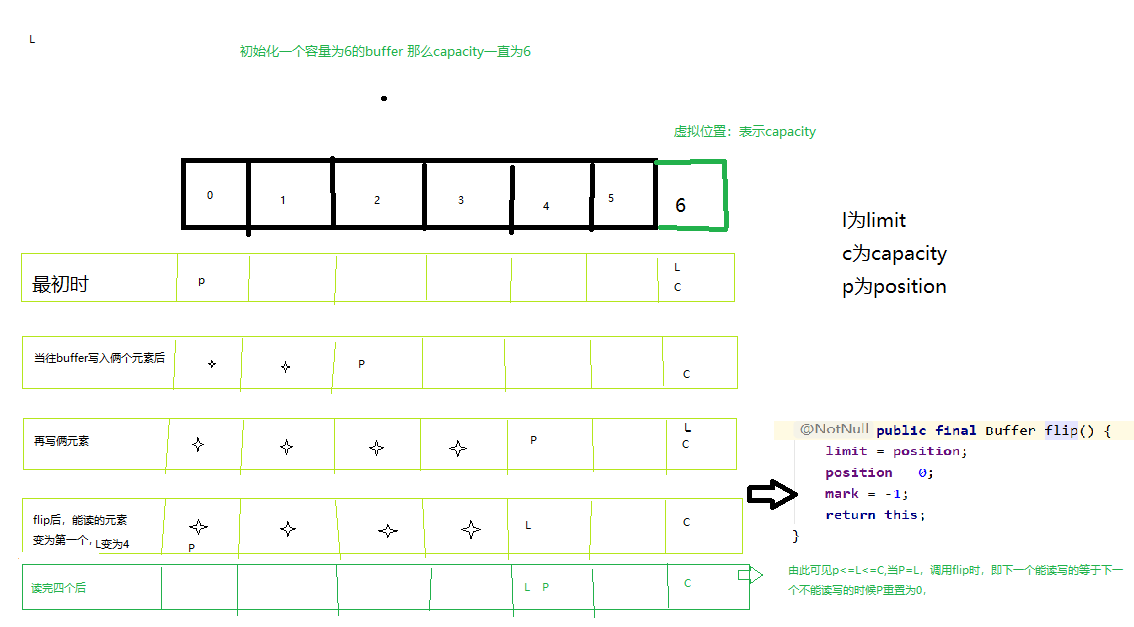 L
初始化一个容量为6的buffer 那么capacity一直为6
虚拟位置：表示capacity
0 1 2 3 4 5 6
l为limit
c为capacity
p为position
最初时 p L
C
当往buffer写入俩个元素后 P C
再写俩元素 P L
C
flip后，能读的元素
变为第一个，L变为4
P L C
@NotNull public final Buffer flip() {
limit = position;
position 0;
mark = -1;
return this;
}
读完四个后 L P C
由此可见p<=L<=C,当P=L，调用flip时，即下一个能读写的等于下一
个不能读写的时候P重置为0，